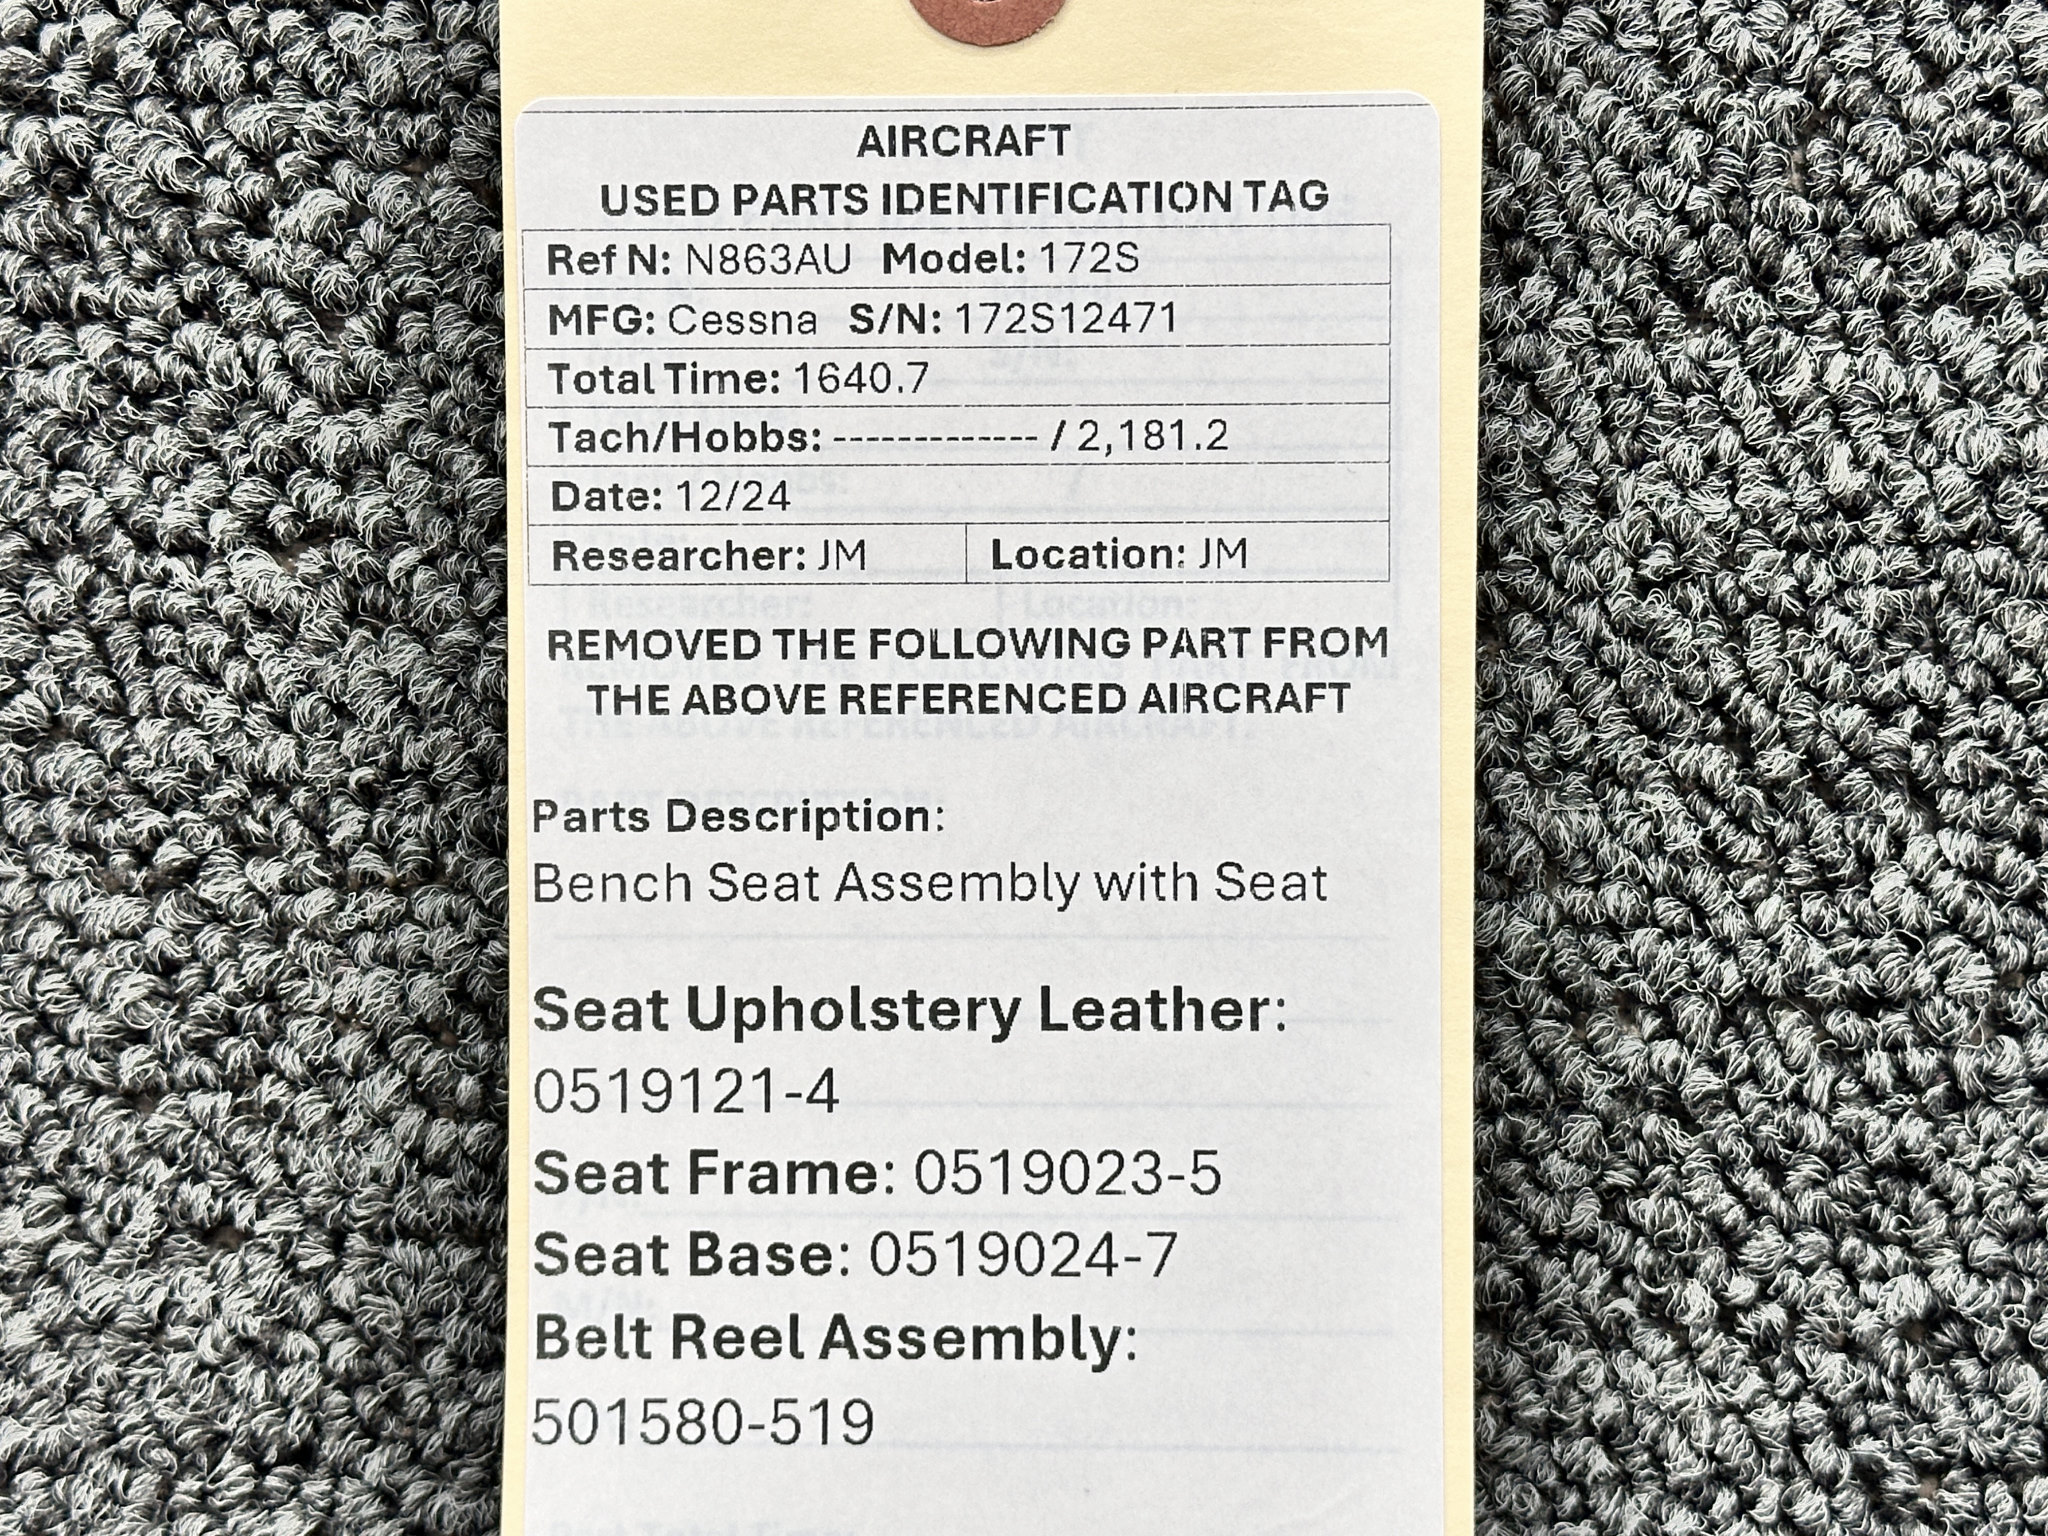 AIRCRAFT
USED PARTS IDENTIFICATION TAG
Ref N: N863AU Model: 172S
MFG: Cessna S/N: 172S12471
Total Time: 1640.7
Tach/Hobbs: ------------- / 2,181.2
Date: 12/24
Researcher: JM Location: JM
REMOVED THE FOLLOWING PART FROM
THE ABOVE REFERENCED AIRCRAFT
Parts Description:
Bench Seat Assembly with Seat
Seat Upholstery Leather:
0519121-4
Seat Frame: 0519023-5
Seat Base: 0519024-7
Belt Reel Assembly:
501580-519